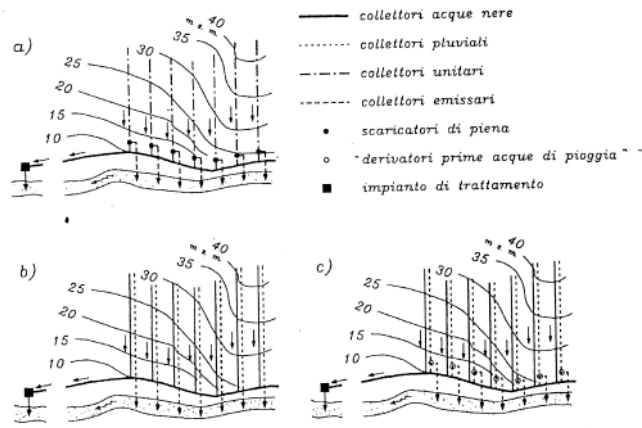 a)
m s. m.
40
35
30
25
20
15
10
collettori acque nere
collettori pluviali
collettori unitari
collettori emissari
scaricatori di piena
"derivatori prime acque di pioggia"
impianto di trattamento
b)
m s. m.
40
35
30
25
20
15
10
c)
m s. m.
40
35
30
25
20
15
10